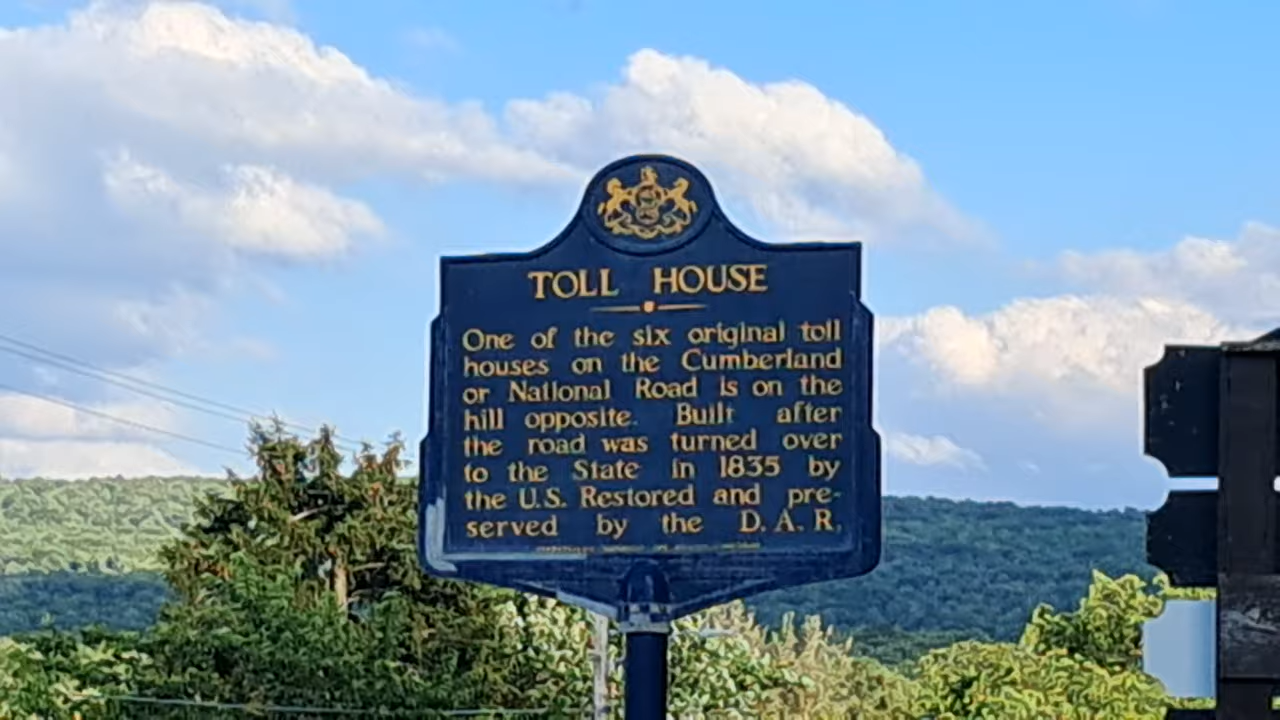 TOLL HOUSE
One of the six original toll
houses on the Cumberland
or National Road is on the
hill opposite. Built after
the road was turned over
to the State in 1835 by
the U.S. Restored and pre-
served by the D. A. R.